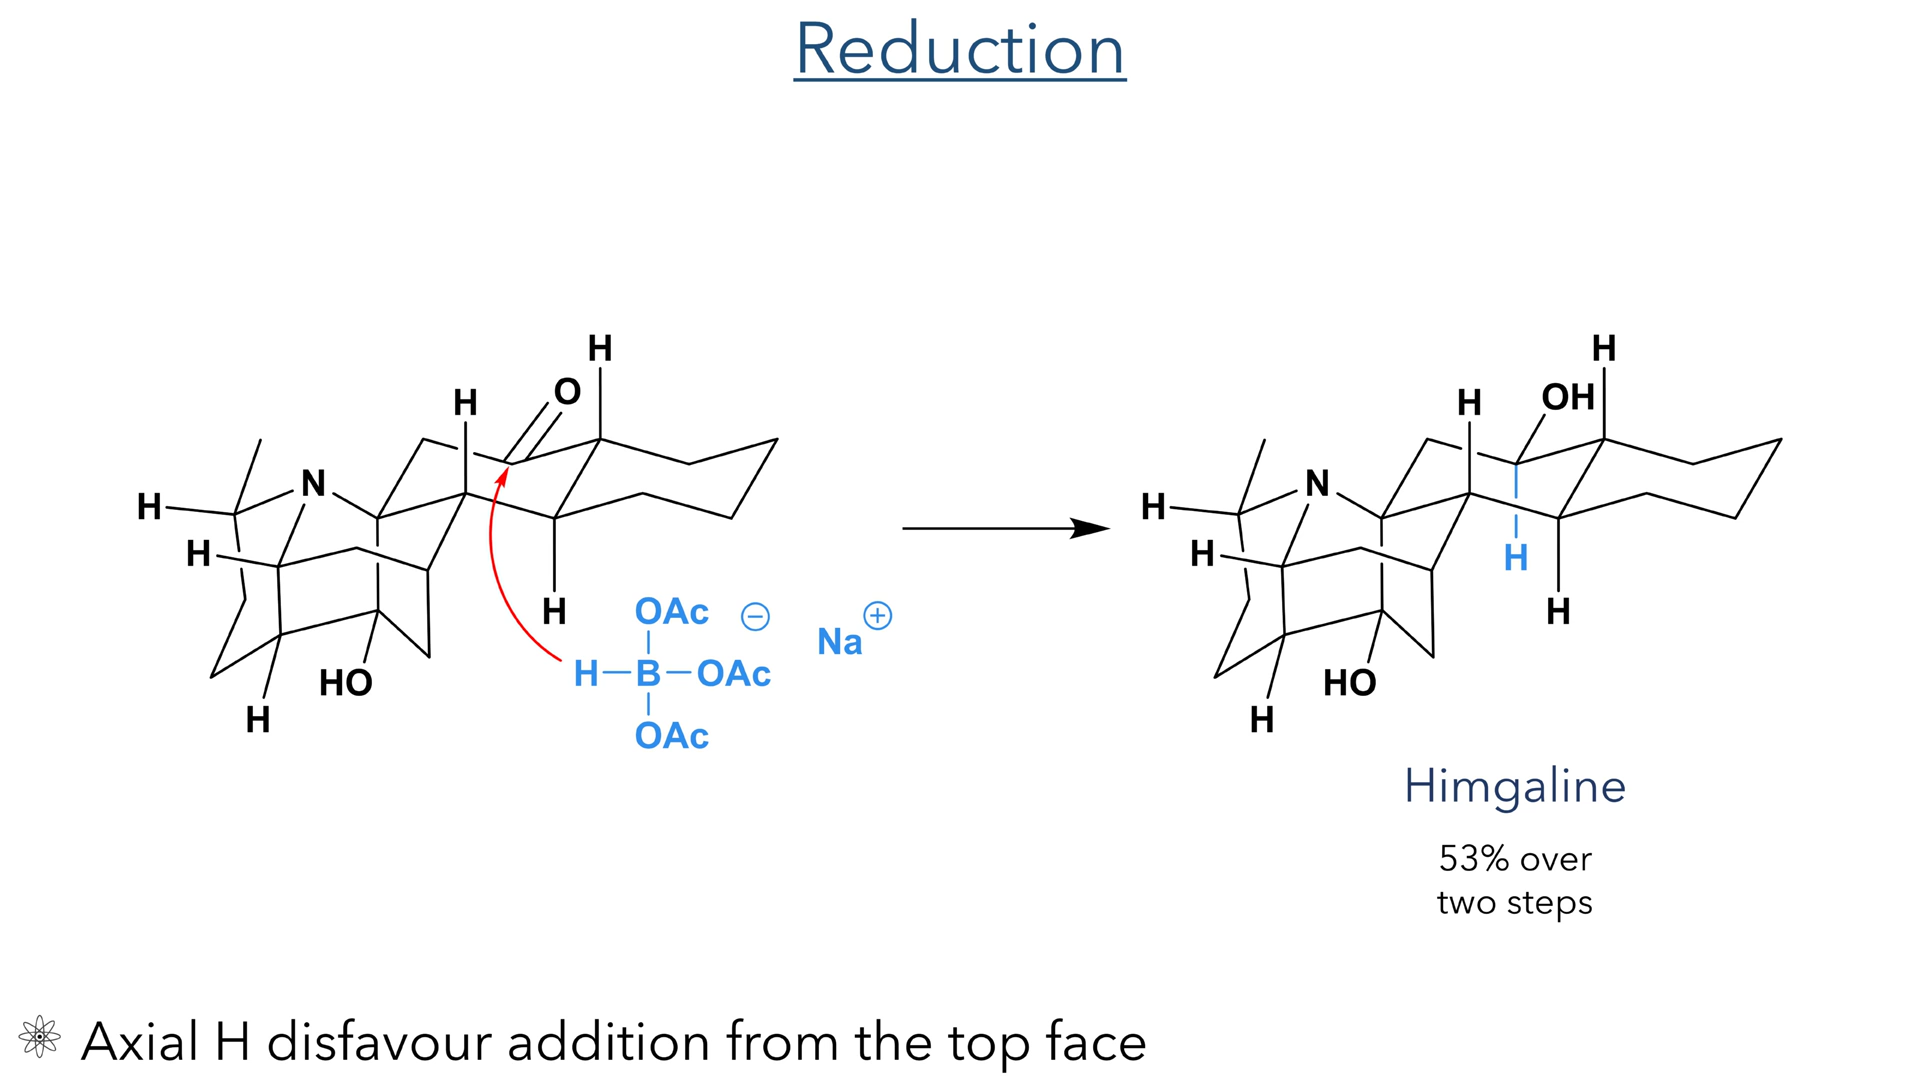 Reduction
H
O
H
N
H
H
H
HO
H
OAc
⊖
Na
⊕
H–B–OAc
OAc
H
OH
H
N
H
H
H
H
HO
H
Himgaline
53% over
two steps
Axial H disfavour addition from the top face